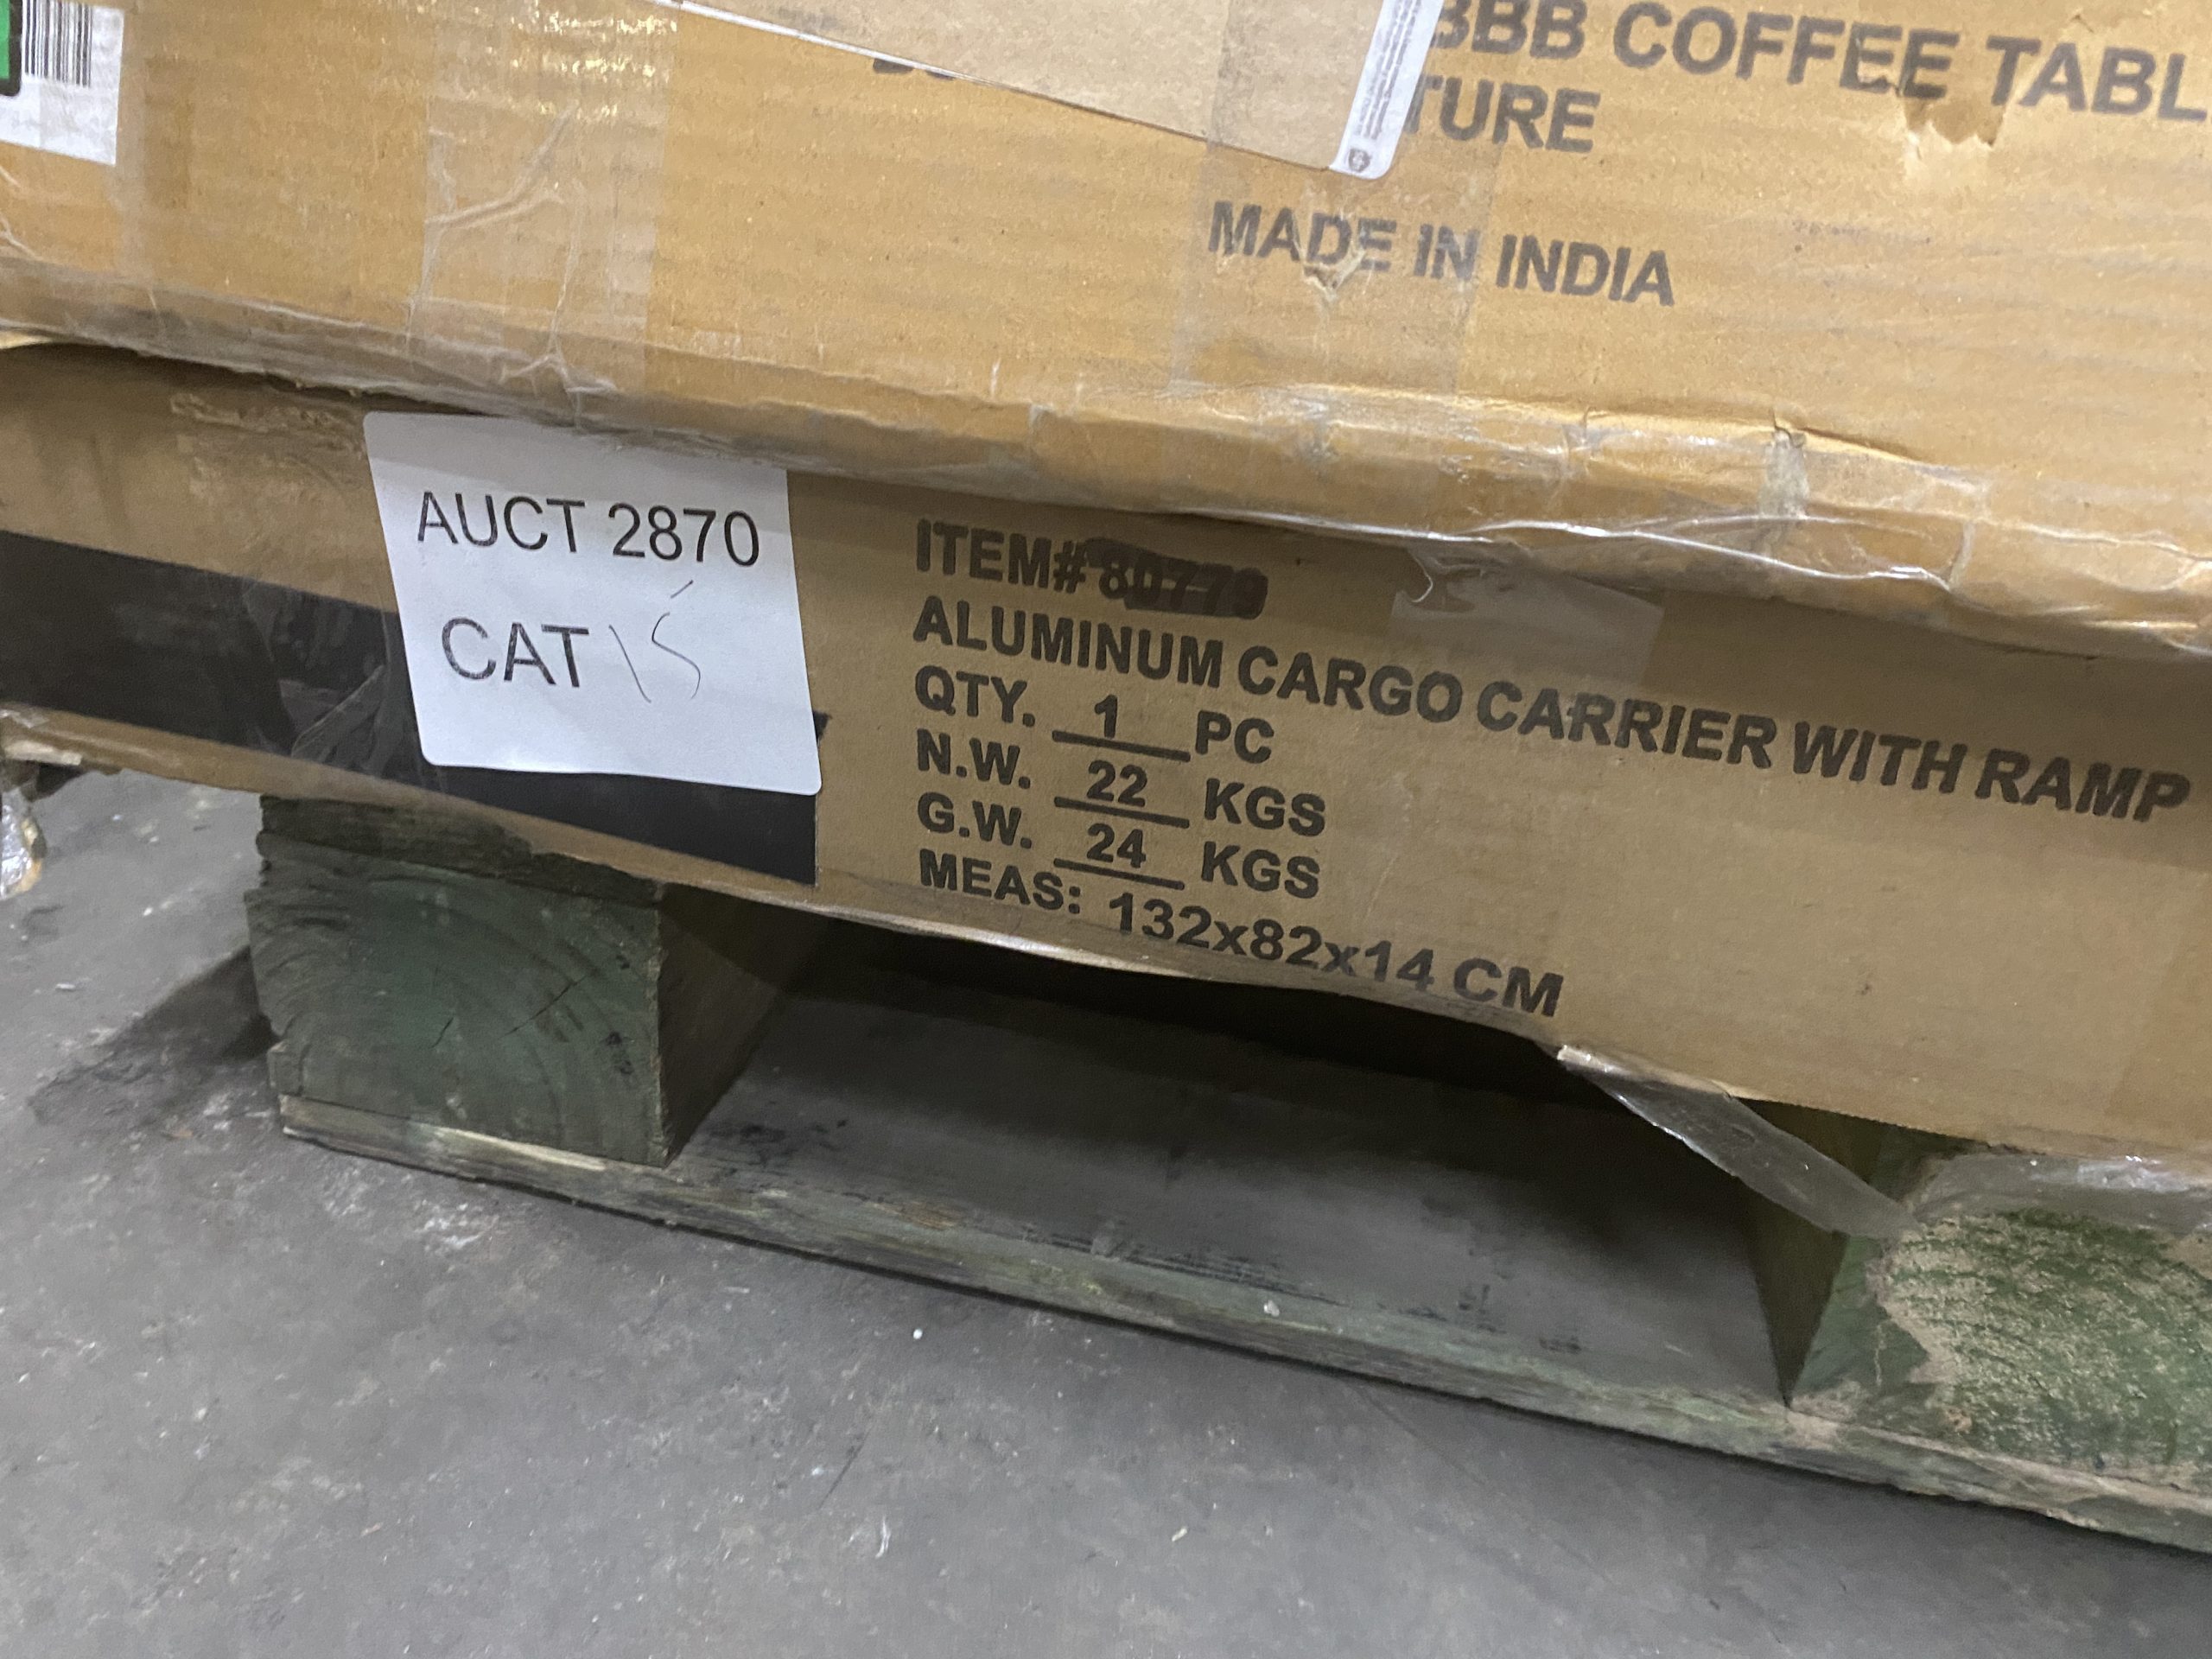 BBB COFFEE TABL
TURE
MADE IN INDIA
AUCT 2870
CAT 15
ITEM# 80779
ALUMINUM CARGO CARRIER WITH RAMP
QTY. 1 PC
N.W. 22 KGS
G.W. 24 KGS
MEAS: 132x82x14 CM